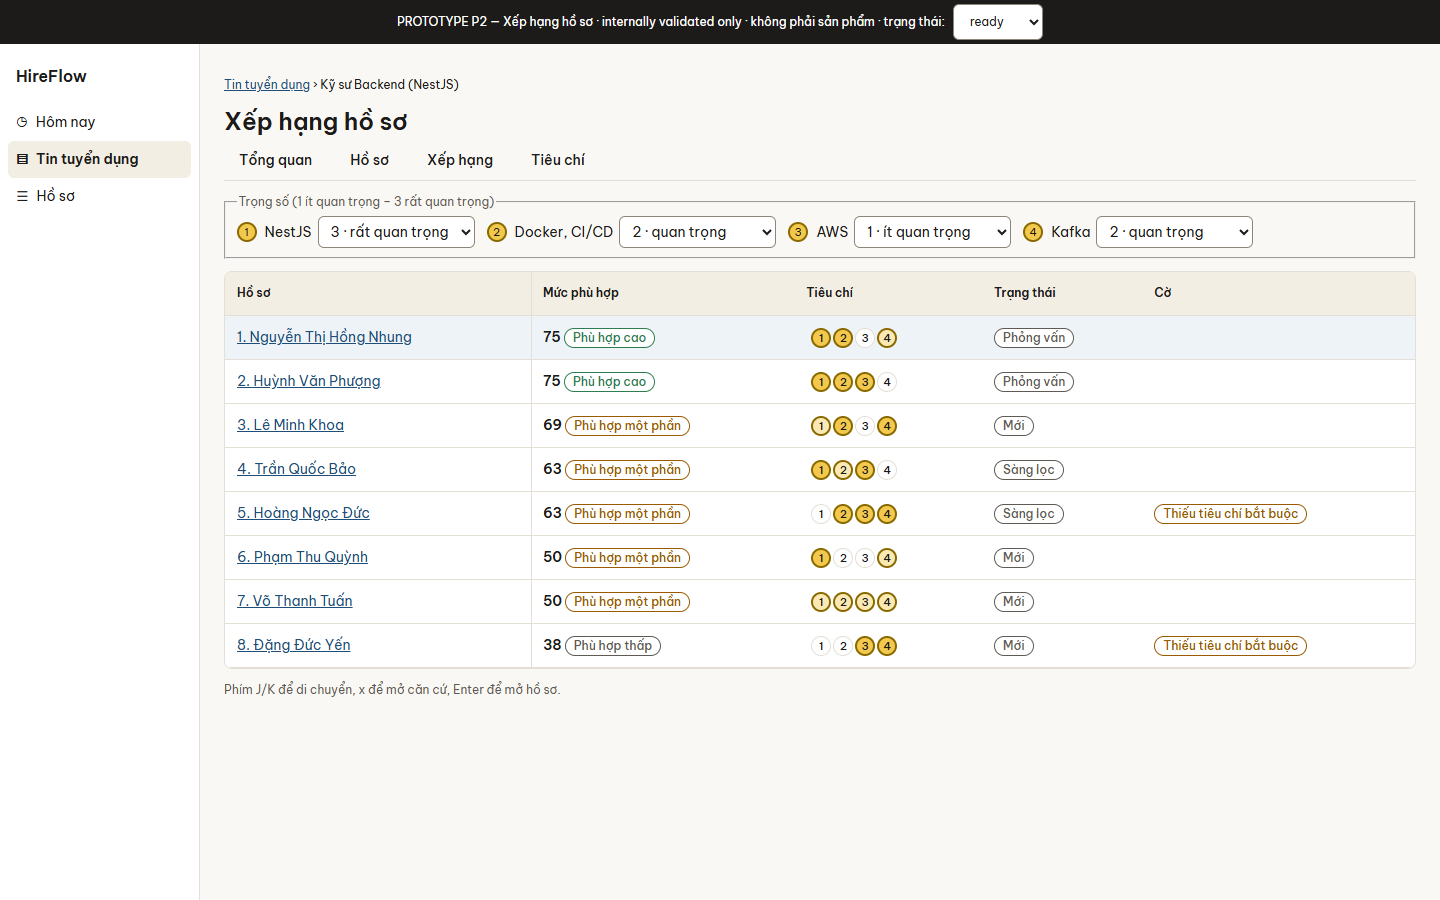 PROTOTYPE P2 — Xếp hạng hồ sơ · internally validated only · không phải sản phẩm · trạng thái: ready
HireFlow
Hôm nay
Tin tuyển dụng
Hồ sơ
Tin tuyển dụng › Kỹ sư Backend (NestJS)
Xếp hạng hồ sơ
Tổng quan Hồ sơ Xếp hạng Tiêu chí
Trọng số (1 ít quan trọng – 3 rất quan trọng)
1 NestJS 3 · rất quan trọng 2 Docker, CI/CD 2 · quan trọng 3 AWS 1 · ít quan trọng 4 Kafka 2 · quan trọng
Hồ sơ Mức phù hợp Tiêu chí Trạng thái Cờ
1. Nguyễn Thị Hồng Nhung 75 Phù hợp cao 1 2 3 4 Phỏng vấn
2. Huỳnh Văn Phượng 75 Phù hợp cao 1 2 3 4 Phỏng vấn
3. Lê Minh Khoa 69 Phù hợp một phần 1 2 3 4 Mới
4. Trần Quốc Bảo 63 Phù hợp một phần 1 2 3 4 Sàng lọc
5. Hoàng Ngọc Đức 63 Phù hợp một phần 1 2 3 4 Sàng lọc Thiếu tiêu chí bắt buộc
6. Phạm Thu Quỳnh 50 Phù hợp một phần 1 2 3 4 Mới
7. Võ Thanh Tuấn 50 Phù hợp một phần 1 2 3 4 Mới
8. Đặng Đức Yến 38 Phù hợp thấp 1 2 3 4 Mới Thiếu tiêu chí bắt buộc
Phím J/K để di chuyển, x để mở căn cứ, Enter để mở hồ sơ.